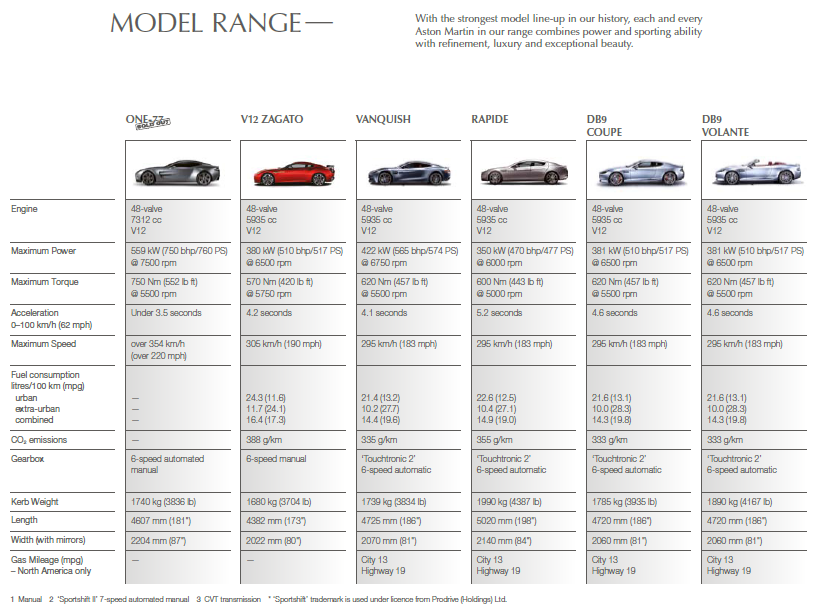 MODEL RANGE—
With the strongest model line-up in our history, each and every
Aston Martin in our range combines power and sporting ability
with refinement, luxury and exceptional beauty.
ONE-77 V12 ZAGATO VANQUISH RAPIDE DB9 COUPE DB9 VOLANTE
SOLD OUT
Engine 48-valve 7312 cc V12 48-valve 5935 cc V12 48-valve 5935 cc V12 48-valve 5935 cc V12 48-valve 5935 cc V12 48-valve 5935 cc V12
Maximum Power 559 kW (750 bhp/760 PS) @ 7500 rpm 380 kW (510 bhp/517 PS) @ 6500 rpm 422 kW (565 bhp/574 PS) @ 6750 rpm 350 kW (470 bhp/477 PS) @ 6000 rpm 381 kW (510 bhp/517 PS) @ 6500 rpm 381 kW (510 bhp/517 PS) @ 6500 rpm
Maximum Torque 750 Nm (552 lb ft) @ 5500 rpm 570 Nm (420 lb ft) @ 5750 rpm 620 Nm (457 lb ft) @ 5500 rpm 600 Nm (443 lb ft) @ 5000 rpm 620 Nm (457 lb ft) @ 5500 rpm 620 Nm (457 lb ft) @ 5500 rpm
Acceleration 0–100 km/h (62 mph) Under 3.5 seconds 4.2 seconds 4.1 seconds 5.2 seconds 4.6 seconds 4.6 seconds
Maximum Speed over 354 km/h (over 220 mph) 305 km/h (190 mph) 295 km/h (183 mph) 295 km/h (183 mph) 295 km/h (183 mph) 295 km/h (183 mph)
Fuel consumption
litres/100 km (mpg)
urban — 24.3 (11.6) 21.4 (13.2) 22.6 (12.5) 21.6 (13.1) 21.6 (13.1)
extra-urban — 11.7 (24.1) 10.2 (27.7) 10.4 (27.1) 10.0 (28.3) 10.0 (28.3)
combined — 16.4 (17.3) 14.4 (19.6) 14.9 (19.0) 14.3 (19.8) 14.3 (19.8)
CO₂ emissions — 388 g/km 335 g/km 355 g/km 333 g/km 333 g/km
Gearbox 6-speed automated manual 6-speed manual ‘Touchtronic 2’ 6-speed automatic ‘Touchtronic 2’ 6-speed automatic ‘Touchtronic 2’ 6-speed automatic ‘Touchtronic 2’ 6-speed automatic
Kerb Weight 1740 kg (3836 lb) 1680 kg (3704 lb) 1739 kg (3834 lb) 1990 kg (4387 lb) 1785 kg (3935 lb) 1890 kg (4167 lb)
Length 4607 mm (181") 4382 mm (173") 4725 mm (186") 5020 mm (198") 4720 mm (186") 4720 mm (186")
Width (with mirrors) 2204 mm (87") 2022 mm (80") 2070 mm (81") 2140 mm (84") 2060 mm (81") 2060 mm (81")
Gas Mileage (mpg) – North America only — — City 13 Highway 19 City 13 Highway 19 City 13 Highway 19 City 13 Highway 19
1 Manual 2 ‘Sportshift II’ 7-speed automated manual 3 CVT transmission * ‘Sportshift’ trademark is used under licence from Prodrive (Holdings) Ltd.